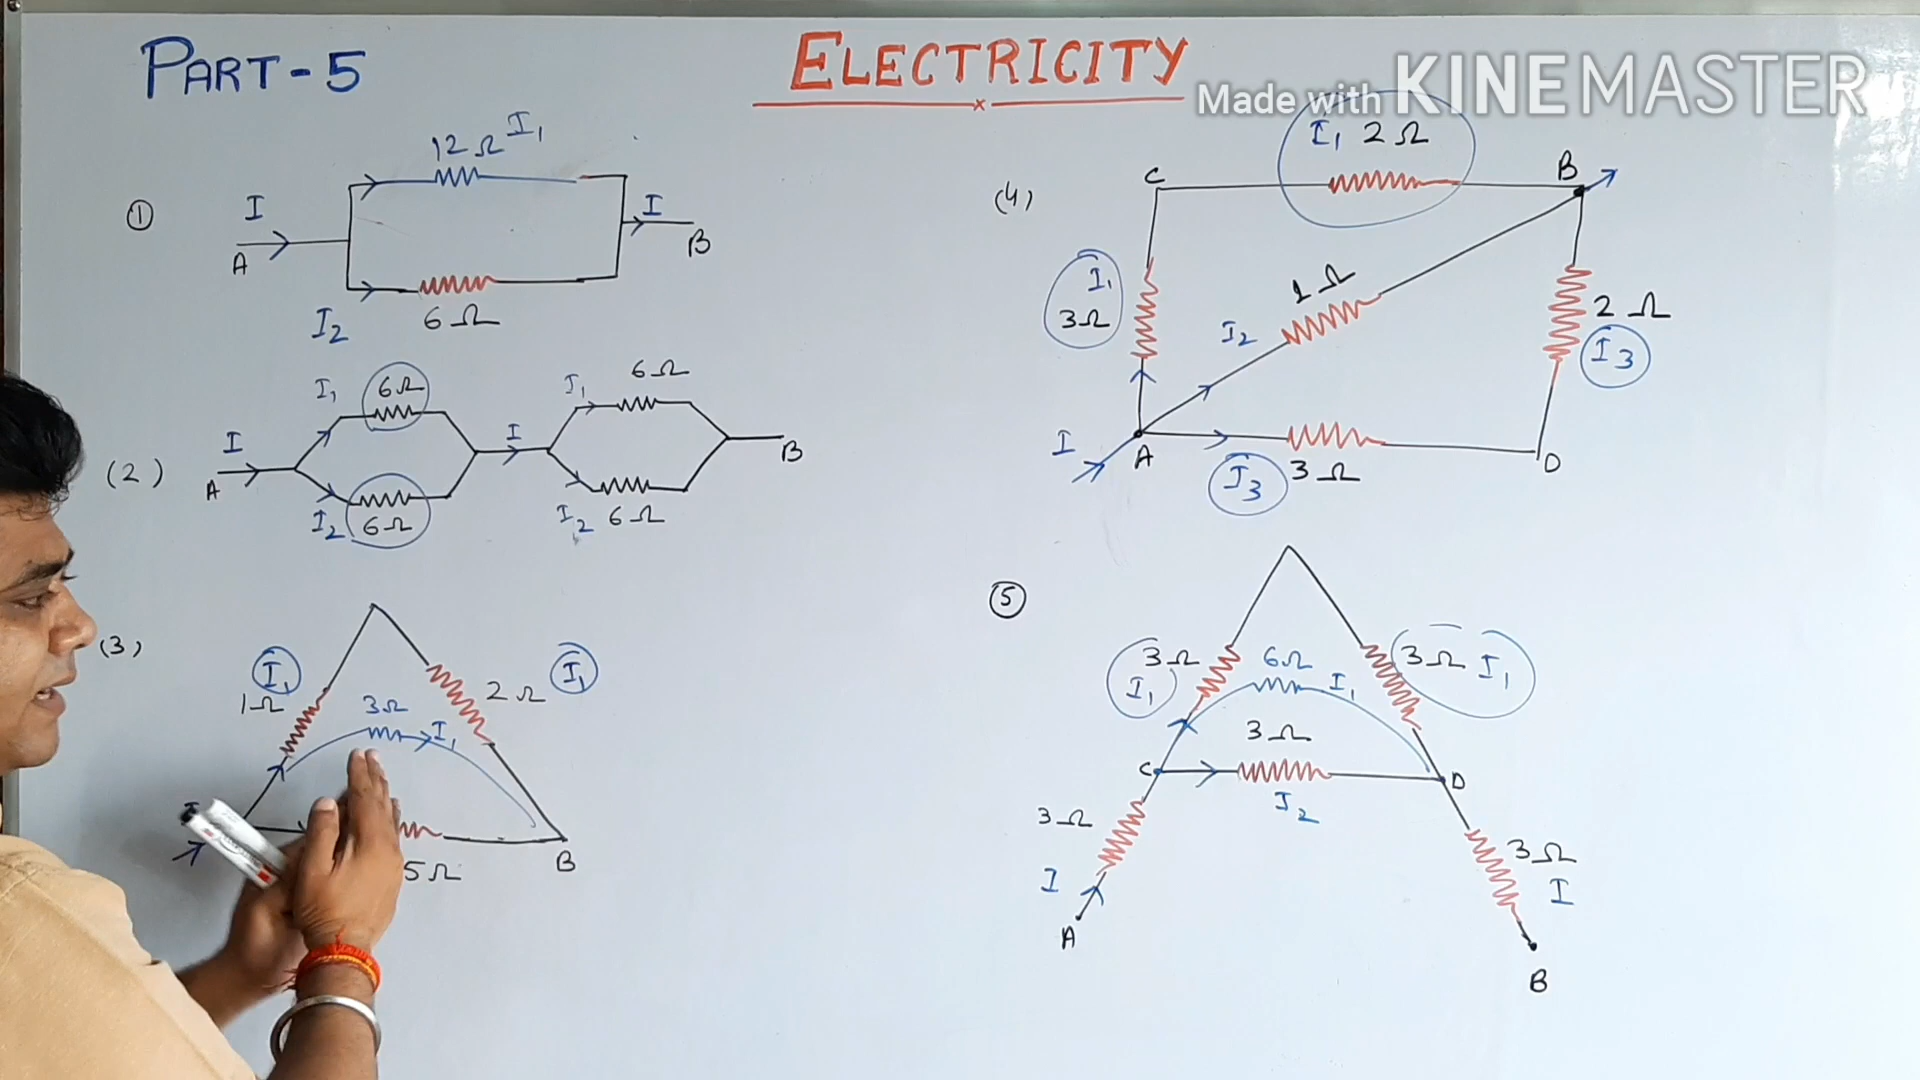 PART-5
ELECTRICITY
Made with KINEMASTER
①
12Ω I₁
I
A
I
B
I₂
6Ω
(2)
I₁
6Ω
I
A
I₂
6Ω
I
I₁
6Ω
I₂ 6Ω
B
(3)
I₁
1Ω
3Ω
I₁
2Ω
I₁
5Ω
B
(4)
C
I₁ 2Ω
B
I₁
3Ω
1Ω
I₂
2Ω
I₃
I
A
I₃ 3Ω
D
⑤
3Ω
I₁
6Ω
I₁
3Ω I₁
3Ω
C
D
I₂
3Ω
I
A
3Ω
I
B